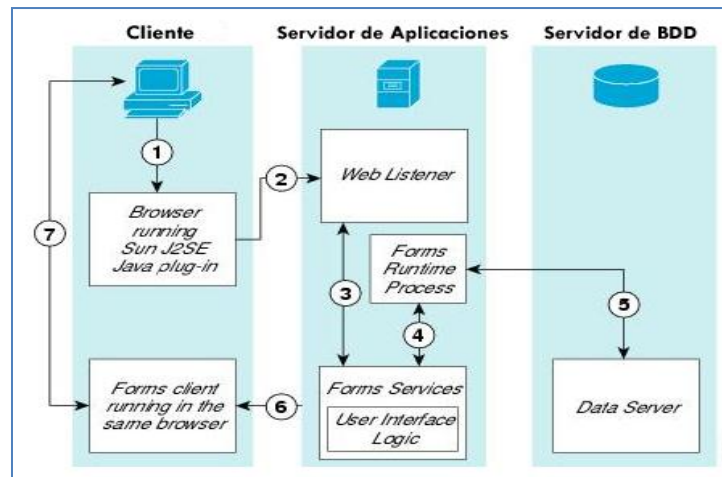 Cliente
Servidor de Aplicaciones
Servidor de BDD
1
2
Web Listener
Browser
running
Sun J2SE
Java plug-in
7
3
Forms
Runtime
Process
4
5
Forms client
running in the
same browser
6
Forms Services
User Interface
Logic
Data Server